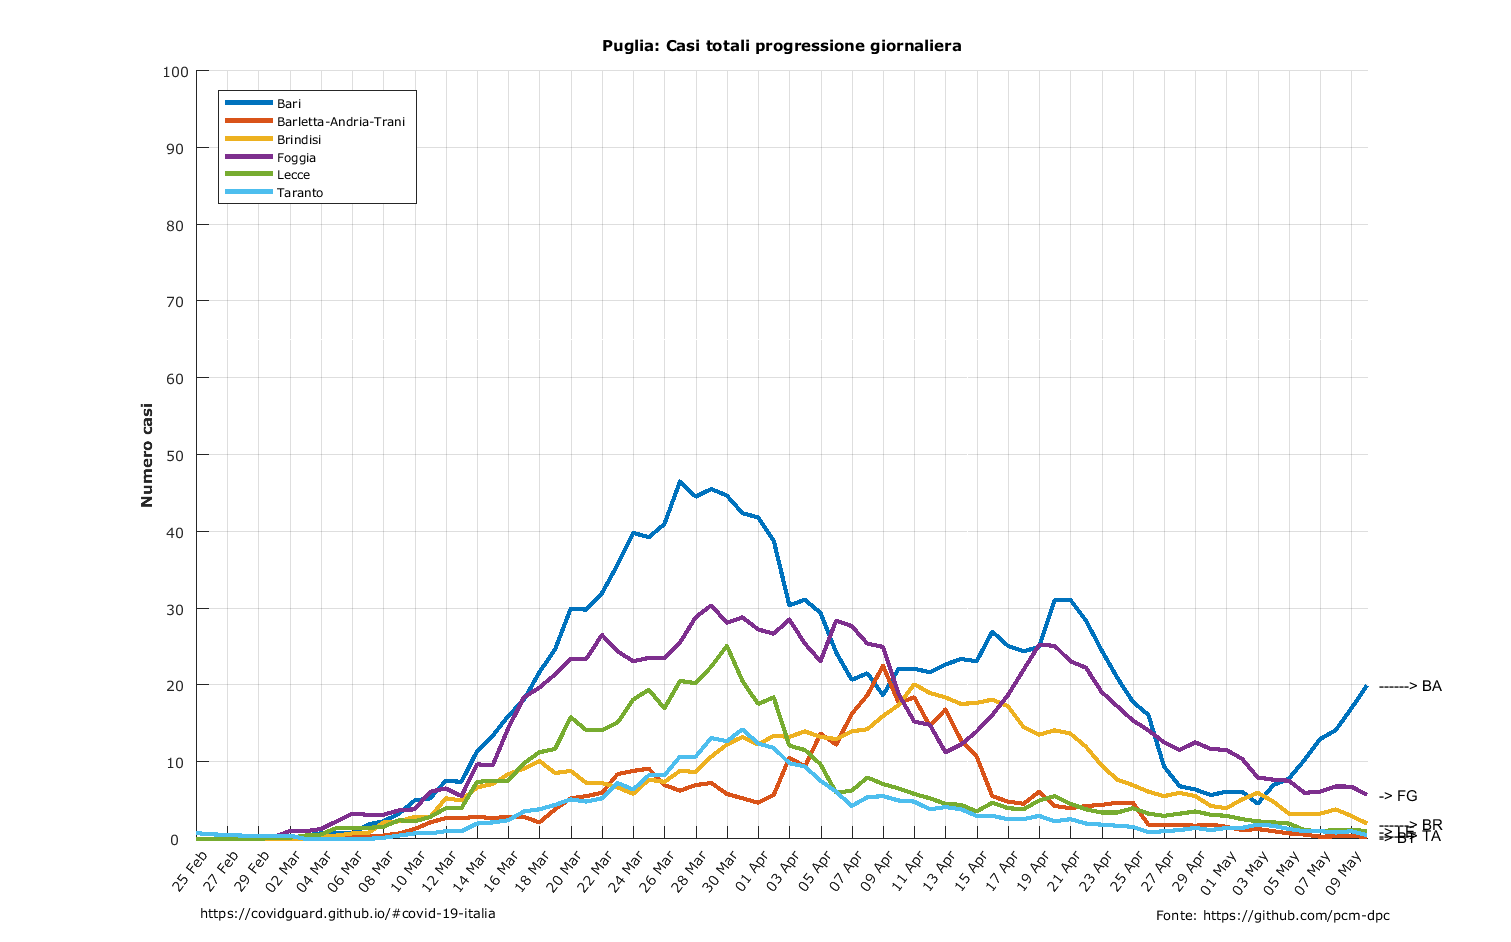 Puglia: Casi totali progressione giornaliera
100
90
80
70
60
50
40
30
20
10
0
Numero casi
Bari
Barletta-Andria-Trani
Brindisi
Foggia
Lecce
Taranto
------> BA
-> FG
------> BR
-> LE
------> TA
-> BT
25 Feb
27 Feb
29 Feb
02 Mar
04 Mar
06 Mar
08 Mar
10 Mar
12 Mar
14 Mar
16 Mar
18 Mar
20 Mar
22 Mar
24 Mar
26 Mar
28 Mar
30 Mar
01 Apr
03 Apr
05 Apr
07 Apr
09 Apr
11 Apr
13 Apr
15 Apr
17 Apr
19 Apr
21 Apr
23 Apr
25 Apr
27 Apr
29 Apr
01 May
03 May
05 May
07 May
09 May
https://covidguard.github.io/#covid-19-italia
Fonte: https://github.com/pcm-dpc